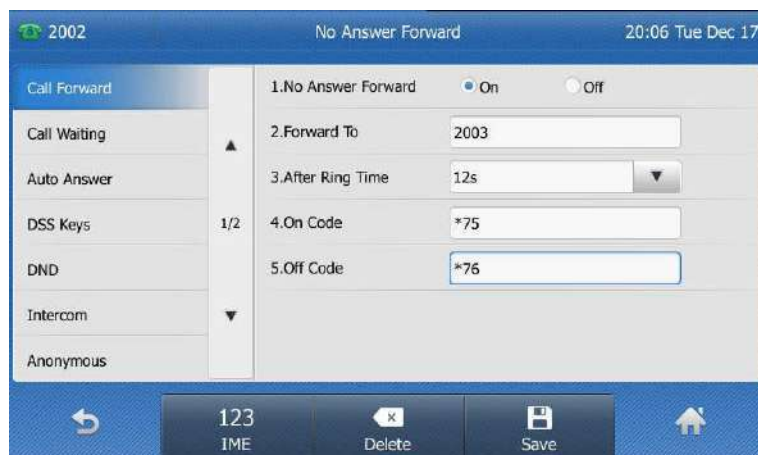 2002 No Answer Forward 20:06 Tue Dec 17
Call Forward 1.No Answer Forward On Off
Call Waiting 2.Forward To 2003
Auto Answer 3.After Ring Time 12s
DSS Keys 1/2 4.On Code *75
DND 5.Off Code *76
Intercom
Anonymous
123
IME Delete Save